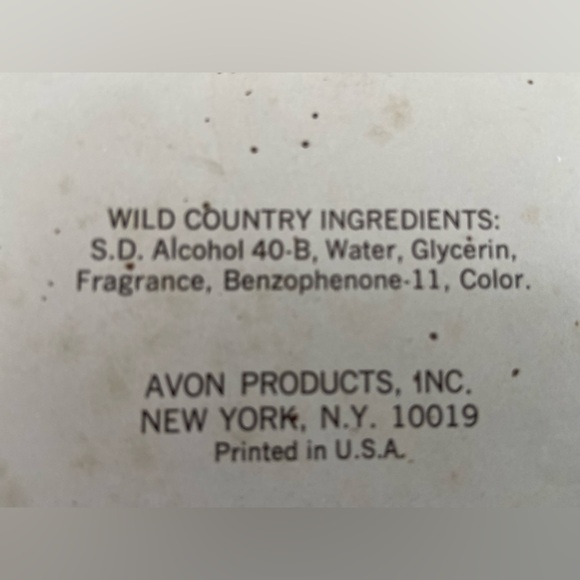 WILD COUNTRY INGREDIENTS:
S.D. Alcohol 40-B, Water, Glycerin,
Fragrance, Benzophenone-11, Color.
AVON PRODUCTS, INC.
NEW YORK, N.Y. 10019
Printed in U.S.A.